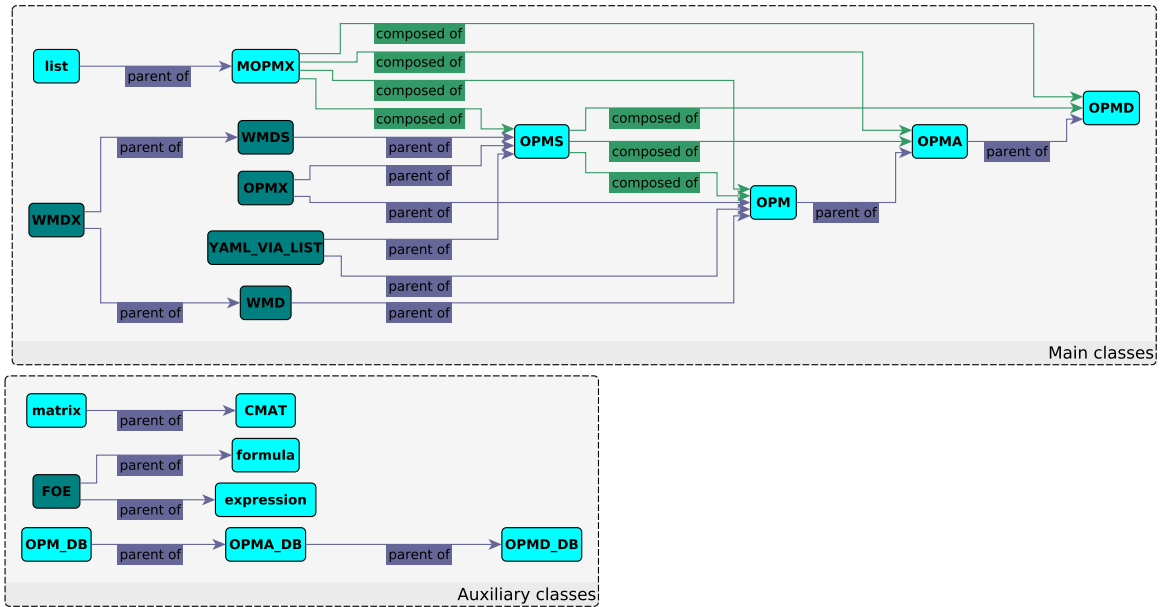 composed of
list
parent of
MOPMX
composed of
composed of
composed of
OPMD
WMDS
parent of
parent of
OPMS
composed of
composed of
composed of
OPMA
parent of
OPMX
parent of
parent of
WMDX
OPM
parent of
YAML_VIA_LIST
parent of
parent of
WMD
parent of
parent of
Main classes
matrix
parent of
CMAT
FOE
parent of
formula
parent of
expression
OPM_DB
parent of
OPMA_DB
parent of
OPMD_DB
Auxiliary classes